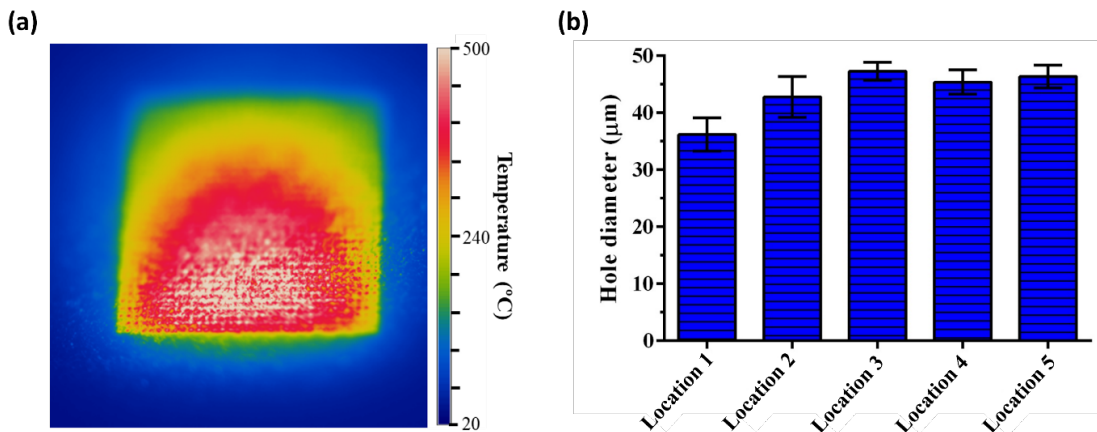 (a)
500
240
20
Temperature (°C)
(b)
50
40
30
20
10
0
Hole diameter (μm)
Location 1
Location 2
Location 3
Location 4
Location 5